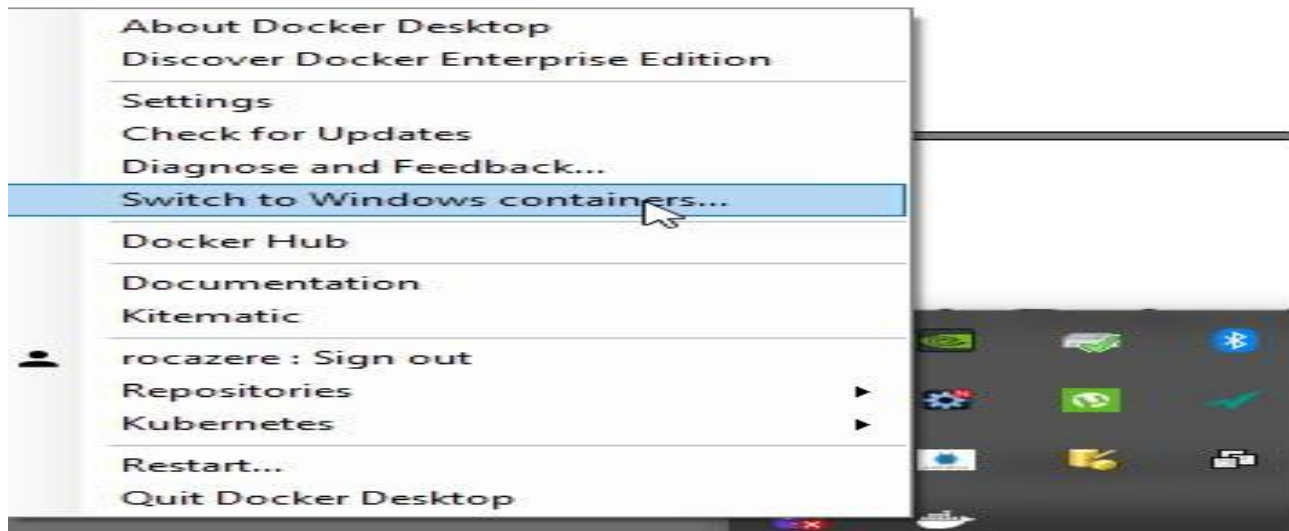 About Docker Desktop
Discover Docker Enterprise Edition
Settings
Check for Updates
Diagnose and Feedback...
Switch to Windows containers...
Docker Hub
Documentation
Kitematic
rocazere : Sign out
Repositories
Kubernetes
Restart...
Quit Docker Desktop